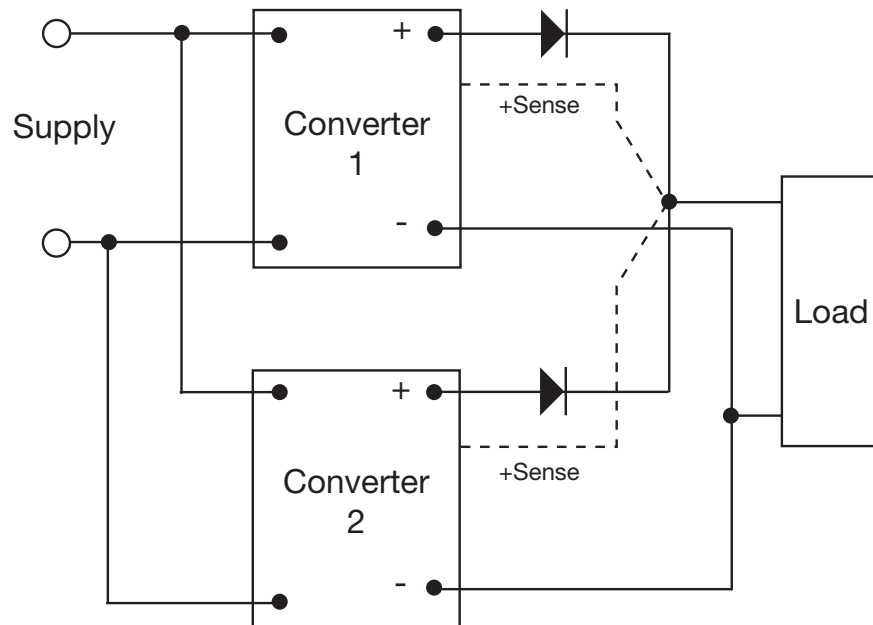 +
+Sense
Supply
Converter
1
-
Load
+
+Sense
Converter
2
-